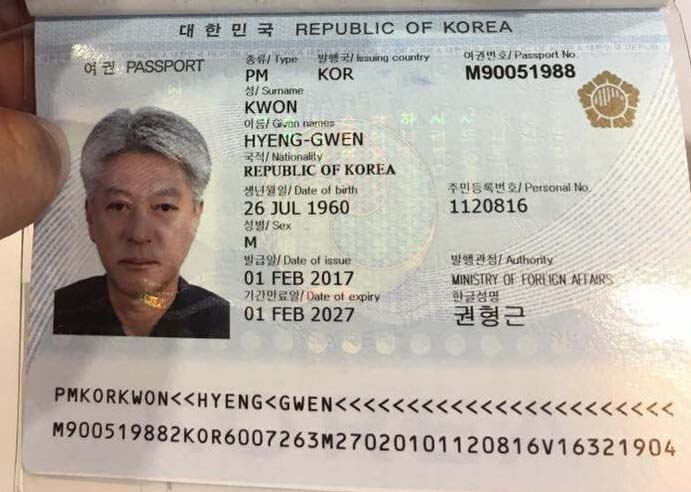 대한민국 REPUBLIC OF KOREA
여권 PASSPORT
종류/ Type 발행국/ Issuing country 여권번호/ Passport No.
PM KOR M90051988
성/ Surname
KWON
이름/ Given names
HYENG-GWEN
국적/ Nationality
REPUBLIC OF KOREA
생년월일/ Date of birth 주민등록번호/ Personal No.
26 JUL 1960 1120816
성별/ Sex
M
발급일/ Date of issue 발행관청/ Authority
01 FEB 2017 MINISTRY OF FORLIGN AFFAIRS
기간만료일/ Date of expiry 한글성명
01 FEB 2027 권형근
PMKORKWON<<HYENG<GWEN<<<<<<<<<<<<<<<<<<<<<<<
M900519882KOR6007263M27020101120816V16321904